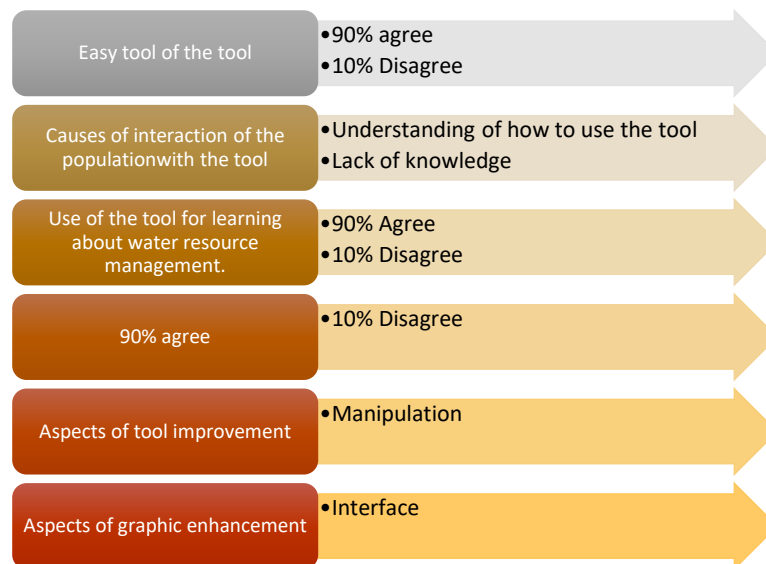 Easy tool of the tool
•90% agree
•10% Disagree
Causes of interaction of the
populationwith the tool
•Understanding of how to use the tool
•Lack of knowledge
Use of the tool for learning
about water resource
management.
•90% Agree
•10% Disagree
90% agree
•10% Disagree
Aspects of tool improvement
•Manipulation
Aspects of graphic enhancement
•Interface